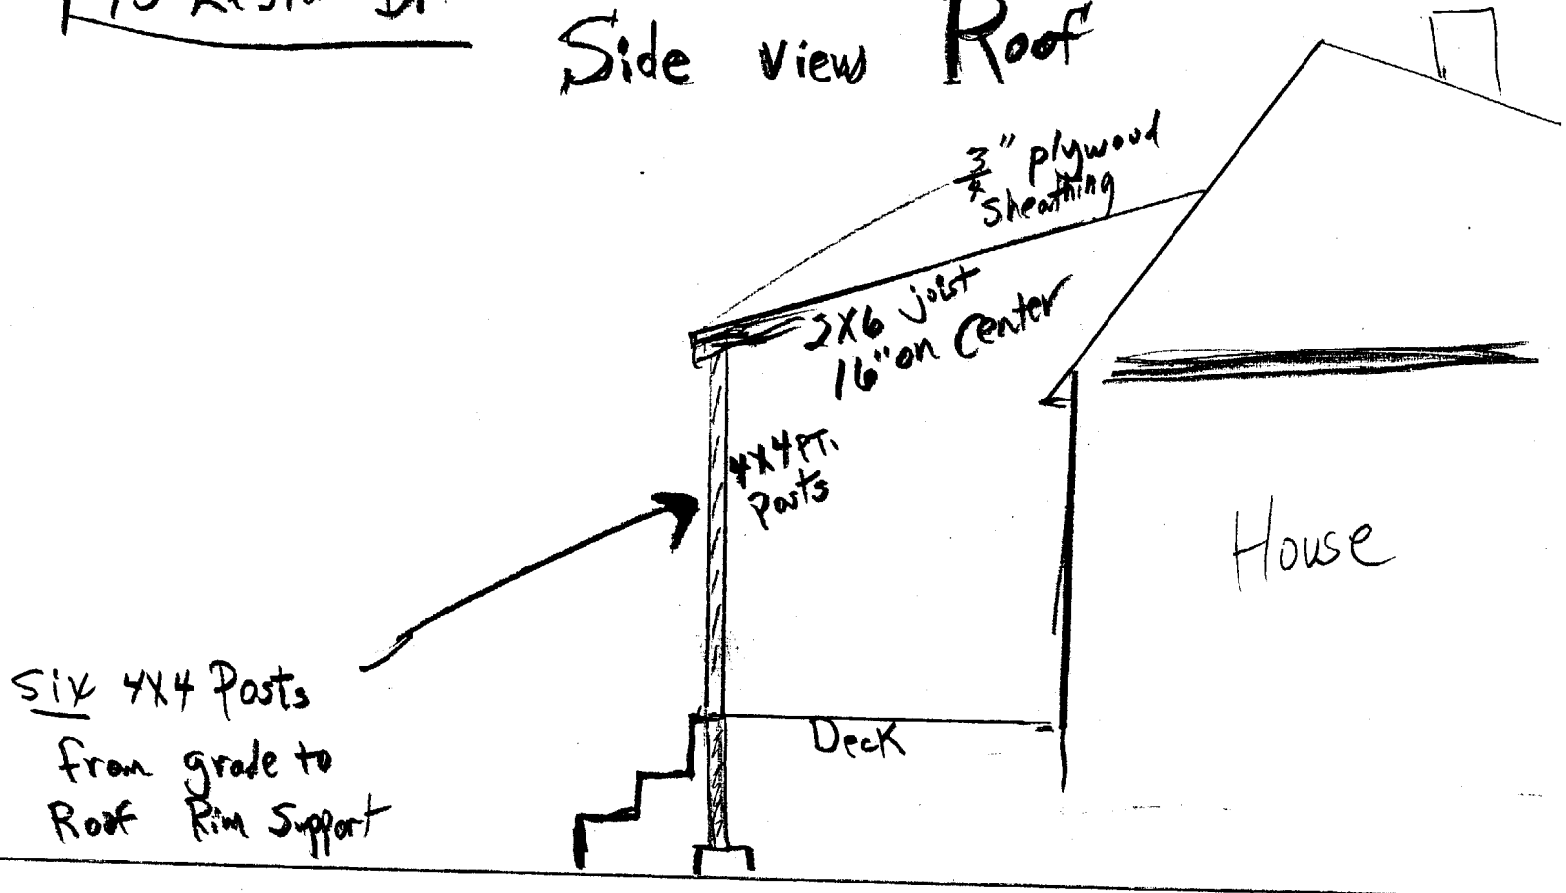 Side view Roof
3/4" plywood
sheathing
2X6 joist
16" on center
4X4 PT.
posts
House
Six 4X4 Posts
from grade to
Roof Rim Support
Deck